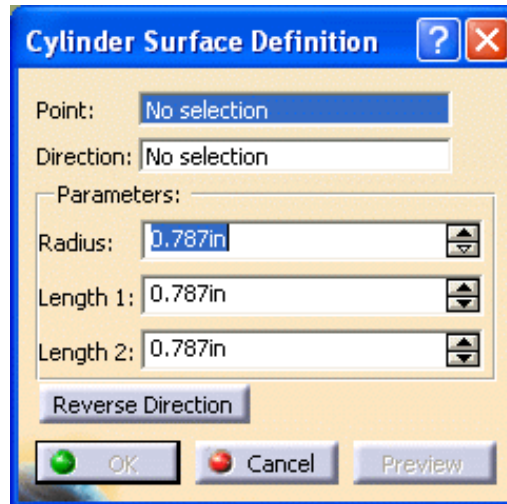 Cylinder Surface Definition ?
Point: No selection
Direction: No selection
Parameters:
Radius: 0.787in
Length 1: 0.787in
Length 2: 0.787in
Reverse Direction
OK Cancel Preview